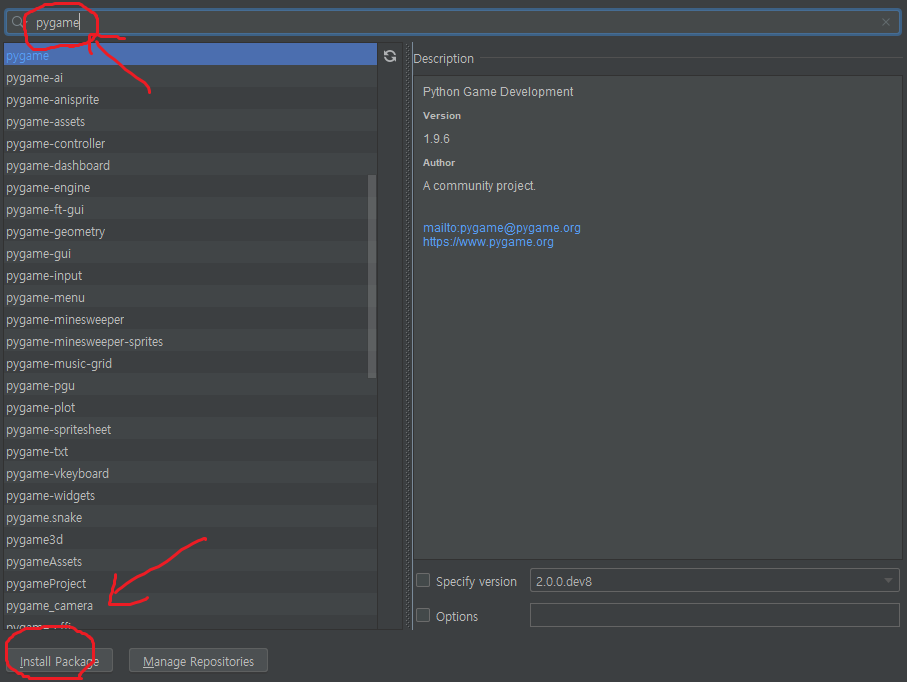 pygame
pygame
pygame-ai
pygame-anisprite
pygame-assets
pygame-controller
pygame-dashboard
pygame-engine
pygame-ft-gui
pygame-geometry
pygame-gui
pygame-input
pygame-menu
pygame-minesweeper
pygame-minesweeper-sprites
pygame-music-grid
pygame-pgu
pygame-plot
pygame-spritesheet
pygame-txt
pygame-vkeyboard
pygame-widgets
pygame.snake
pygame3d
pygameAssets
pygameProject
pygame_camera
Description
Python Game Development
Version
1.9.6
Author
A community project.
mailto:pygame@pygame.org
https://www.pygame.org
Specify version 2.0.0.dev8
Options
Install Package Manage Repositories